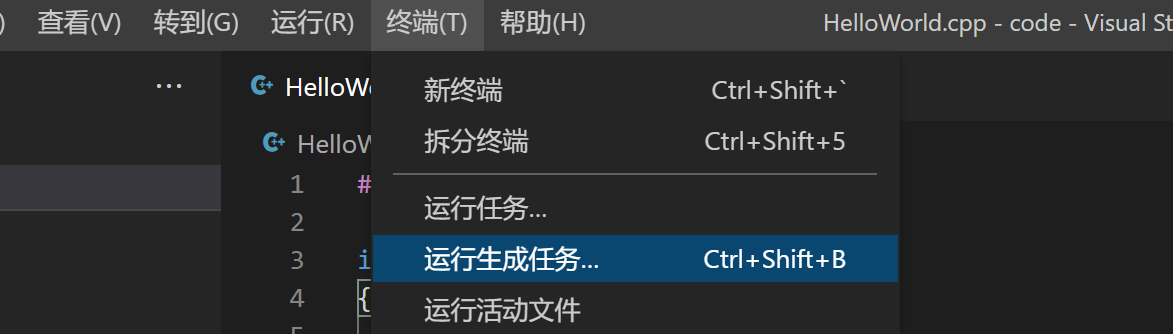 ) 查看(V) 转到(G) 运行(R) 终端(T) 帮助(H) HelloWorld.cpp - code - Visual St
... HelloW 新终端 Ctrl+Shift+`
HelloW 拆分终端 Ctrl+Shift+5
1 #
2 运行任务...
3 i 运行生成任务... Ctrl+Shift+B
4 { 运行活动文件
5